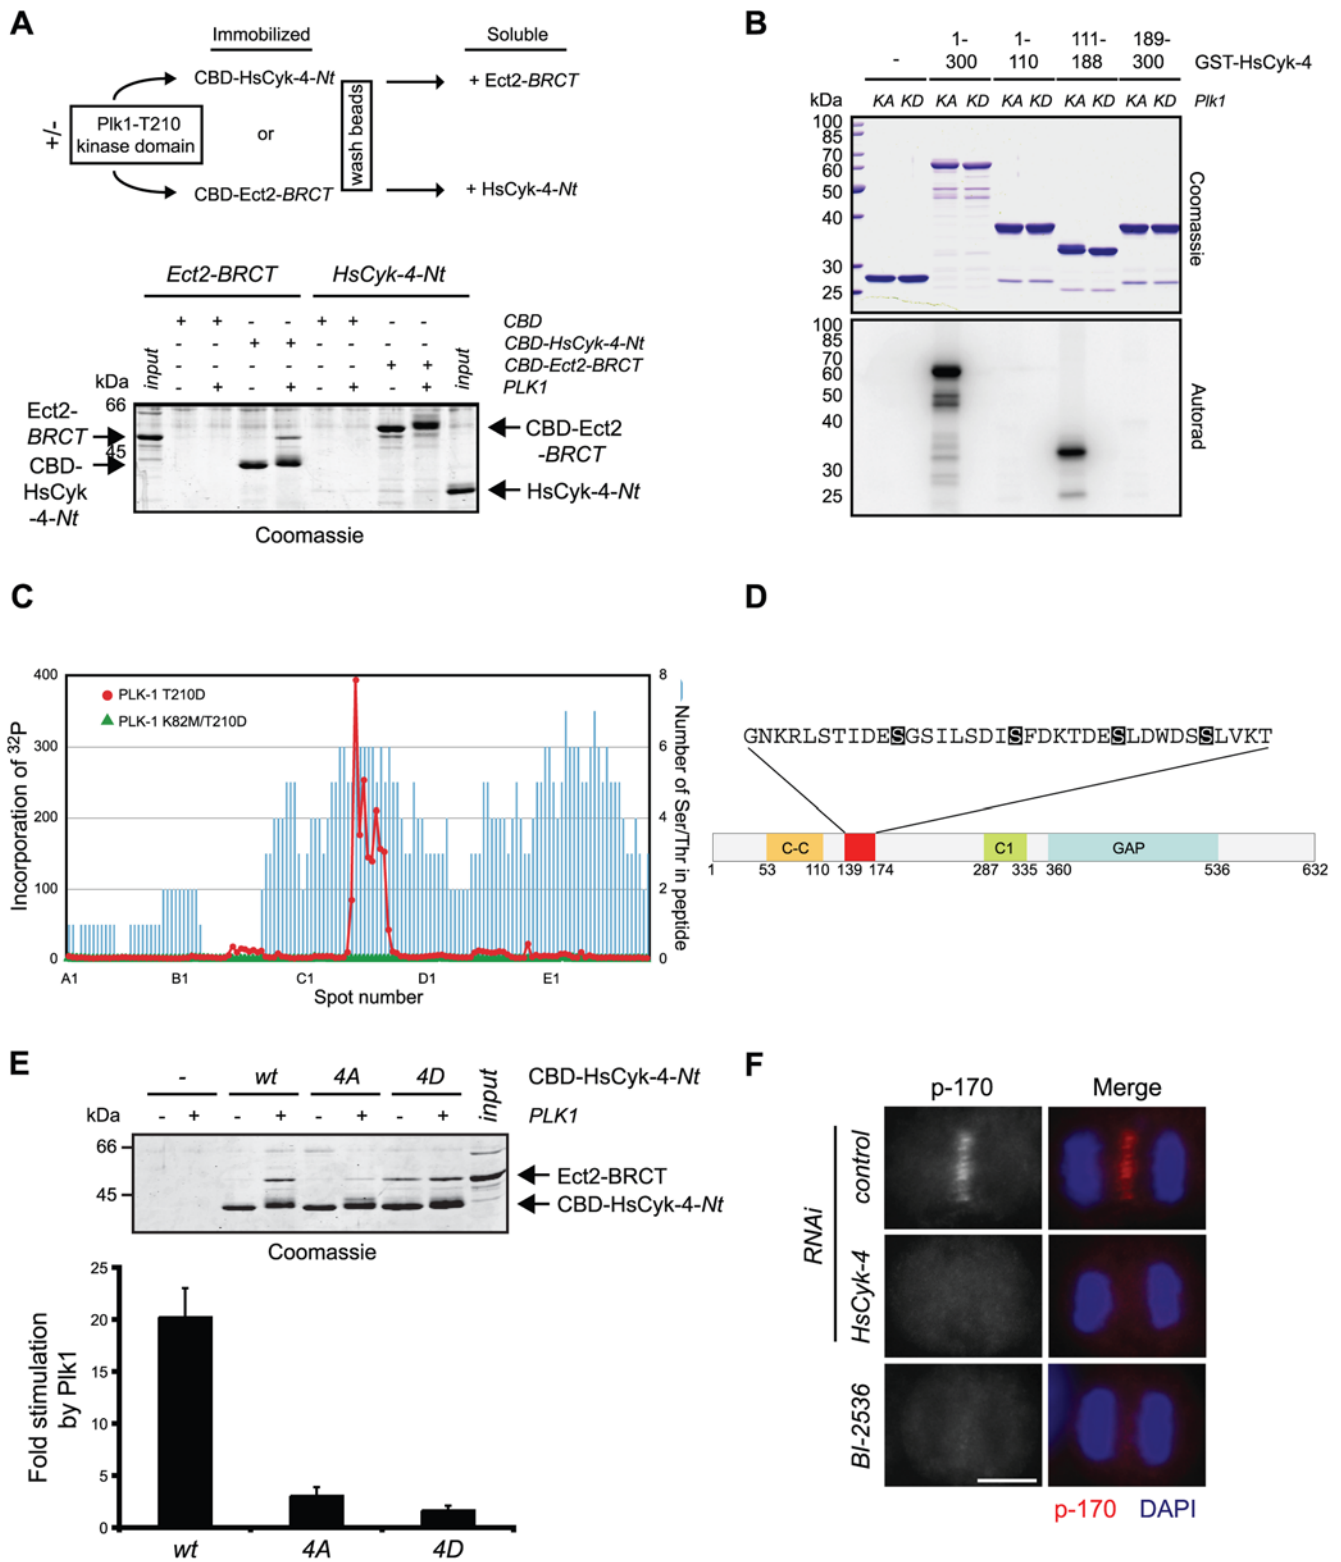 A
Immobilized
Soluble
CBD-HsCyk-4-Nt
+ Ect2-BRCT
+/-
Plk1-T210
kinase domain
or
wash beads
CBD-Ect2-BRCT
+ HsCyk-4-Nt
Ect2-BRCT
HsCyk-4-Nt
input
+ + - - + + - -
input
CBD
- - + + - - - -
CBD-HsCyk-4-Nt
- - - - - - + +
CBD-Ect2-BRCT
- + - + - + - +
PLK1
kDa
66
45
Ect2-
BRCT
CBD-
HsCyk
-4-Nt
CBD-Ect2
-BRCT
HsCyk-4-Nt
Coomassie
B
- 1-300 1-110 111-188 189-300
GST-HsCyk-4
kDa
KA KD KA KD KA KD KA KD KA KD
Plk1
100
85
70
60
50
40
30
25
Coomassie
100
85
70
60
50
40
30
25
Autorad
C
400
300
200
100
0
Incorporation of 32P
PLK-1 T210D
PLK-1 K82M/T210D
8
6
4
2
0
Number of Ser/Thr in peptide
A1 B1 C1 D1 E1
Spot number
D
GNKRLSTIDESGSILSDISFDKTDESLDWDSSLVKT
C-C
C1
GAP
1 53 110 139 174 287 335 360 536 632
E
- wt 4A 4D input
CBD-HsCyk-4-Nt
kDa
- + - + - + - +
PLK1
66
45
Ect2-BRCT
CBD-HsCyk-4-Nt
Coomassie
25
20
15
10
5
0
Fold stimulation
by Plk1
wt 4A 4D
F
p-170
Merge
RNAi
control
HsCyk-4
BI-2536
p-170 DAPI